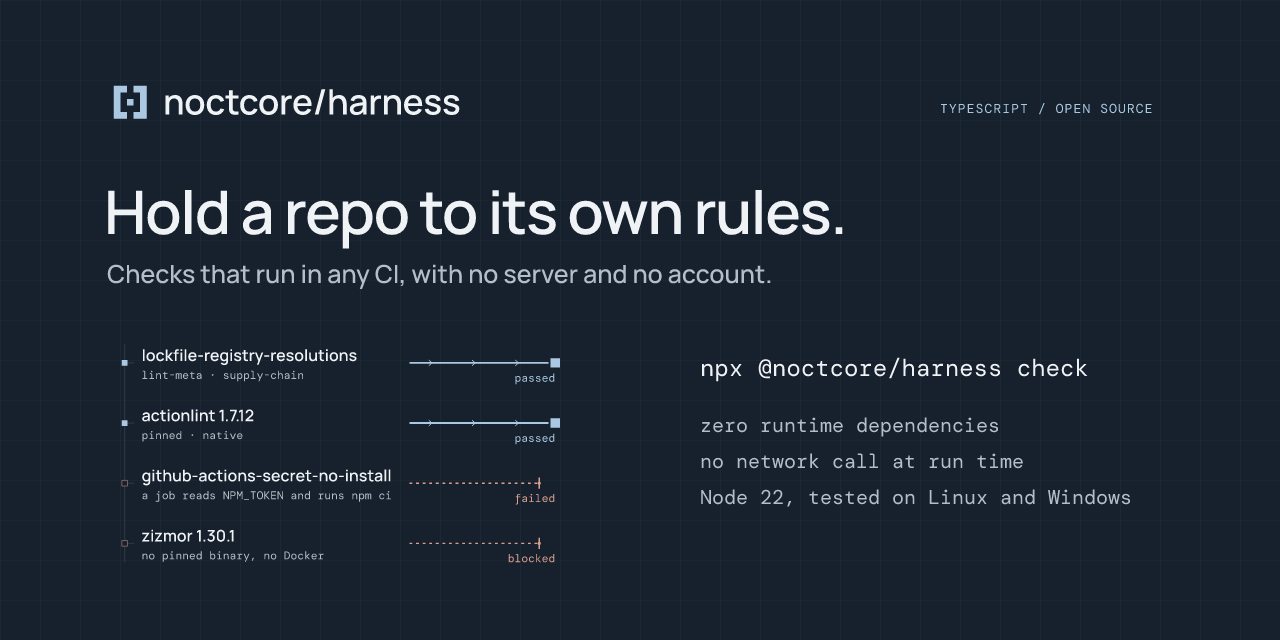 noctcore/harness
TYPESCRIPT / OPEN SOURCE
Hold a repo to its own rules.
Checks that run in any CI, with no server and no account.
lockfile-registry-resolutions
lint-meta · supply-chain
passed
actionlint 1.7.12
pinned · native
passed
github-actions-secret-no-install
a job reads NPM_TOKEN and runs npm ci
failed
zizmor 1.30.1
no pinned binary, no Docker
blocked
npx @noctcore/harness check
zero runtime dependencies
no network call at run time
Node 22, tested on Linux and Windows